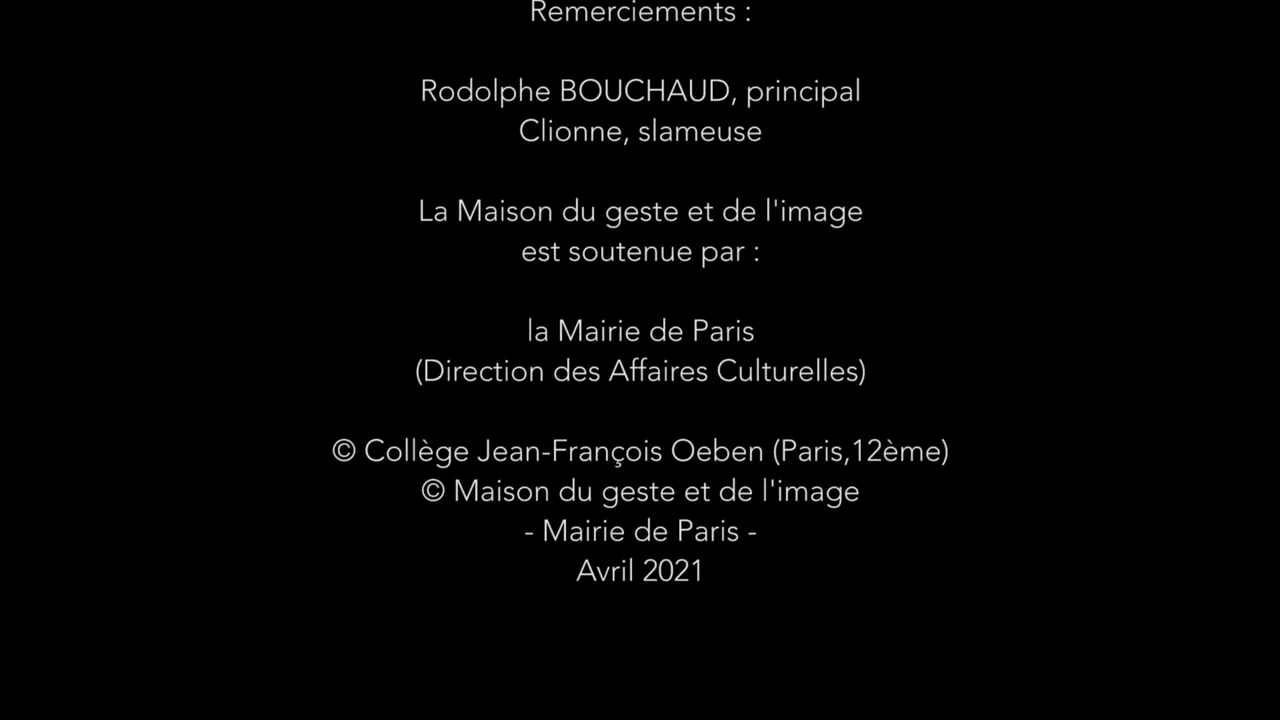 Remerciements :
Rodolphe BOUCHAUD, principal
Clionne, slameuse
La Maison du geste et de l'image
est soutenue par :
la Mairie de Paris
(Direction des Affaires Culturelles)
© Collège Jean-François Oeben (Paris,12ème)
© Maison du geste et de l'image
- Mairie de Paris -
Avril 2021